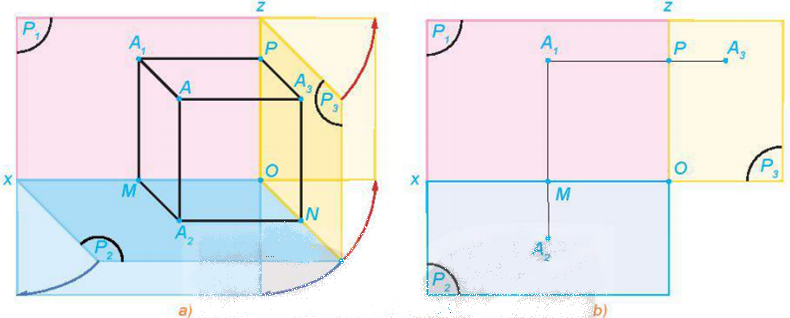 z
P₁
A₁
P
A
A₃
P₃
x
M
O
A₂
N
P₂
a)
z
P₁
A₁
P
A₃
P₃
x
M
O
A₂
P₂
b)